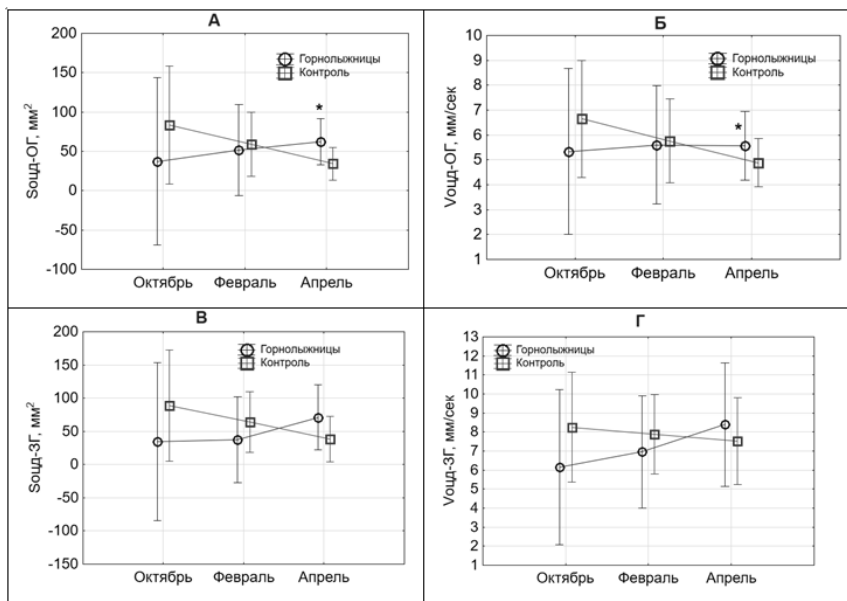 А
200
150
100
50
0
-50
-100
Sоцд-ОГ, мм²
Горнолыжницы
Контроль
*
Октябрь Февраль Апрель
Б
10
9
8
7
6
5
4
3
2
1
Vоцд-ОГ, мм/сек
Горнолыжницы
Контроль
*
Октябрь Февраль Апрель
В
200
150
100
50
0
-50
-100
-150
Sоцд-ЗГ, мм²
Горнолыжницы
Контроль
Октябрь Февраль Апрель
Г
13
12
11
10
9
8
7
6
5
4
3
2
1
Vоцд-ЗГ, мм/сек
Горнолыжницы
Контроль
Октябрь Февраль Апрель